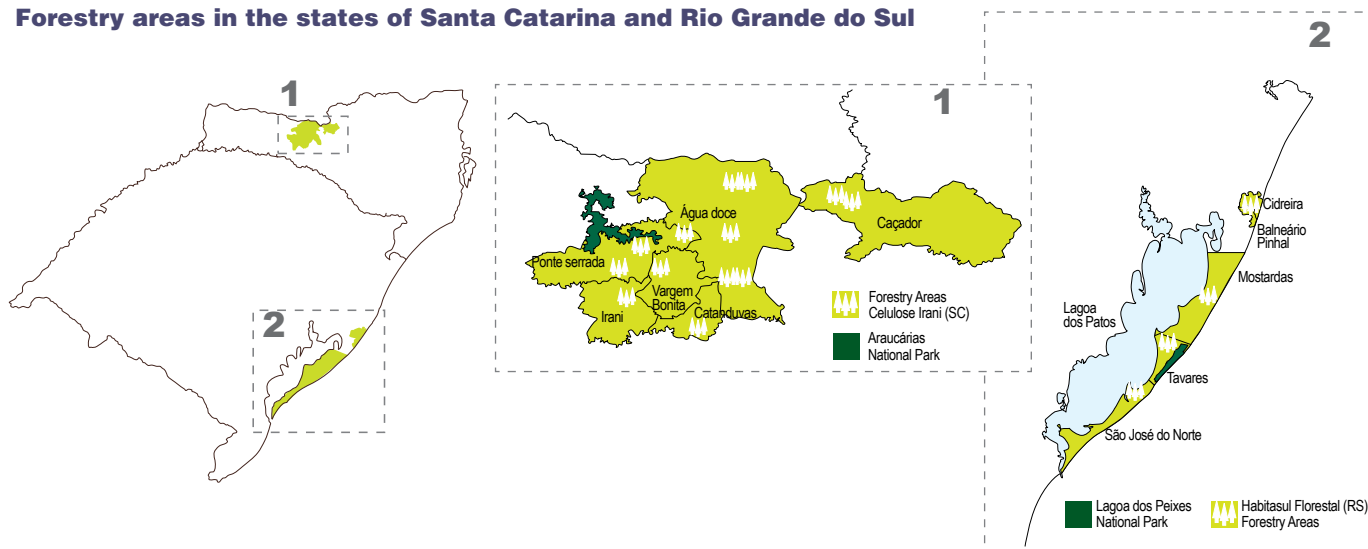 Forestry areas in the states of Santa Catarina and Rio Grande do Sul
1
2
1
Água doce
Caçador
Ponte serrada
Vargem
Bonita
Irani
Catanduvas
Forestry Areas
Celulose Irani (SC)
Araucárias
National Park
2
Cidreira
Balneário
Pinhal
Mostardas
Lagoa
dos Patos
Tavares
São José do Norte
Lagoa dos Peixes
National Park
Habitasul Florestal (RS)
Forestry Areas